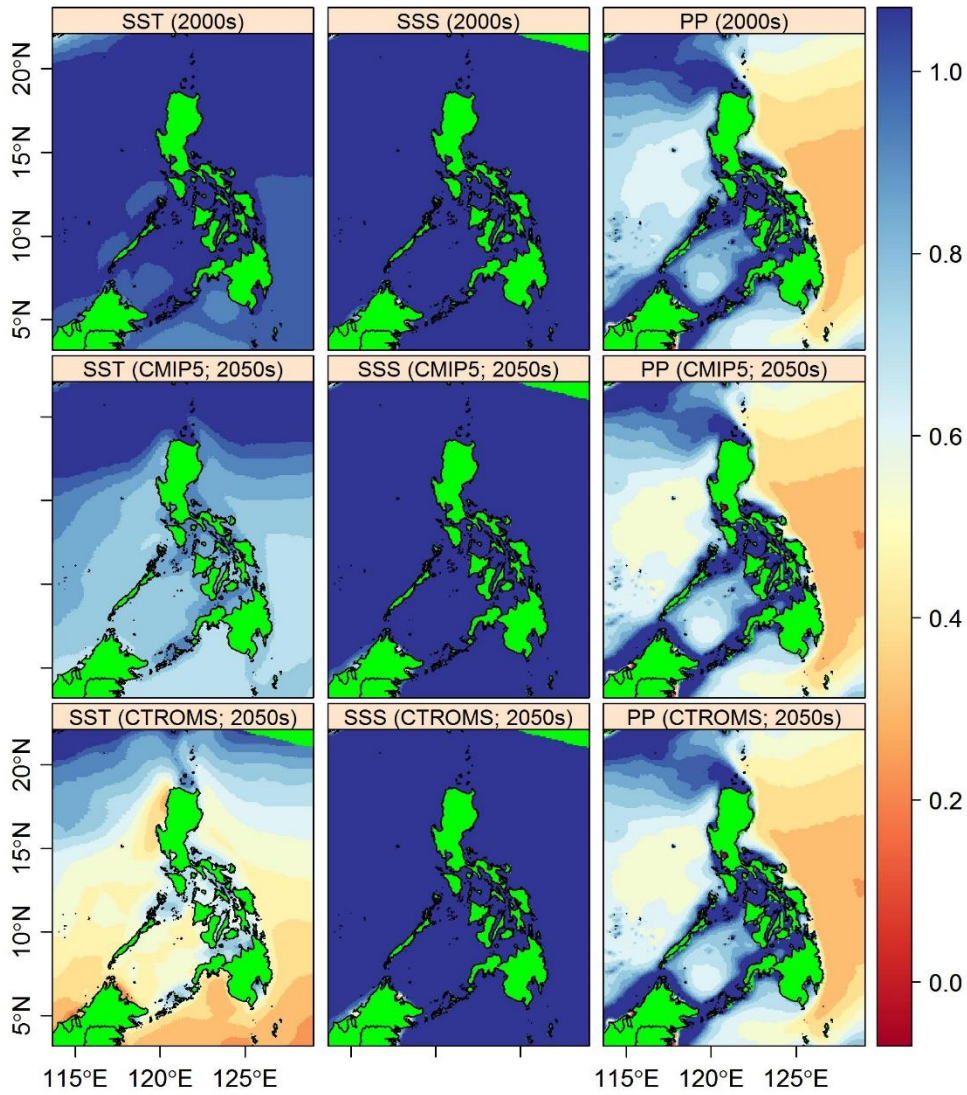 SST (2000s) SSS (2000s) PP (2000s)
20°N
15°N
10°N
5°N
SST (CMIP5; 2050s) SSS (CMIP5; 2050s) PP (CMIP5; 2050s)
SST (CTROMS; 2050s) SSS (CTROMS; 2050s) PP (CTROMS; 2050s)
20°N
15°N
10°N
5°N
115°E 120°E 125°E
115°E 120°E 125°E
1.0
0.8
0.6
0.4
0.2
0.0